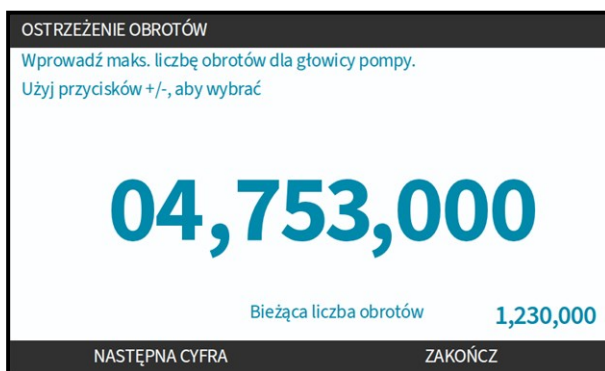 OSTRZEŻENIE OBROTÓW
Wprowadź maks. liczbę obrotów dla głowicy pompy.
Użyj przycisków +/-, aby wybrać
04,753,000
Bieżąca liczba obrotów 1,230,000
NASTĘPNA CYFRA ZAKOŃCZ